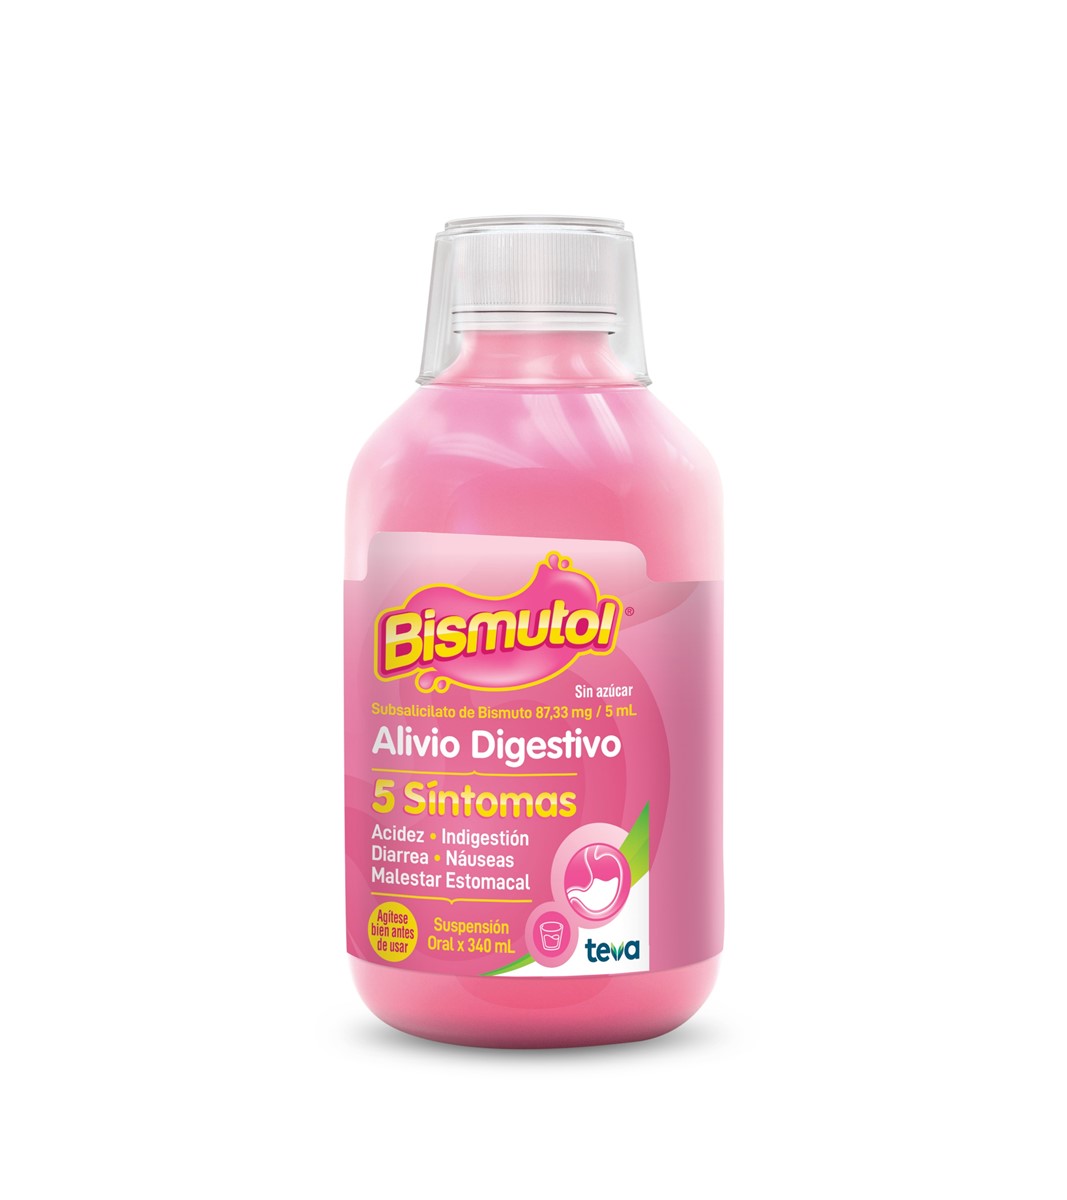 Bismutol®
Sin azúcar
Subsalicilato de Bismuto 87,33 mg / 5 mL
Alivio Digestivo
5 Síntomas
Acidez • Indigestión
Diarrea • Náuseas
Malestar Estomacal
Agítese
bien antes
de usar
Suspensión
Oral x 340 mL
teva